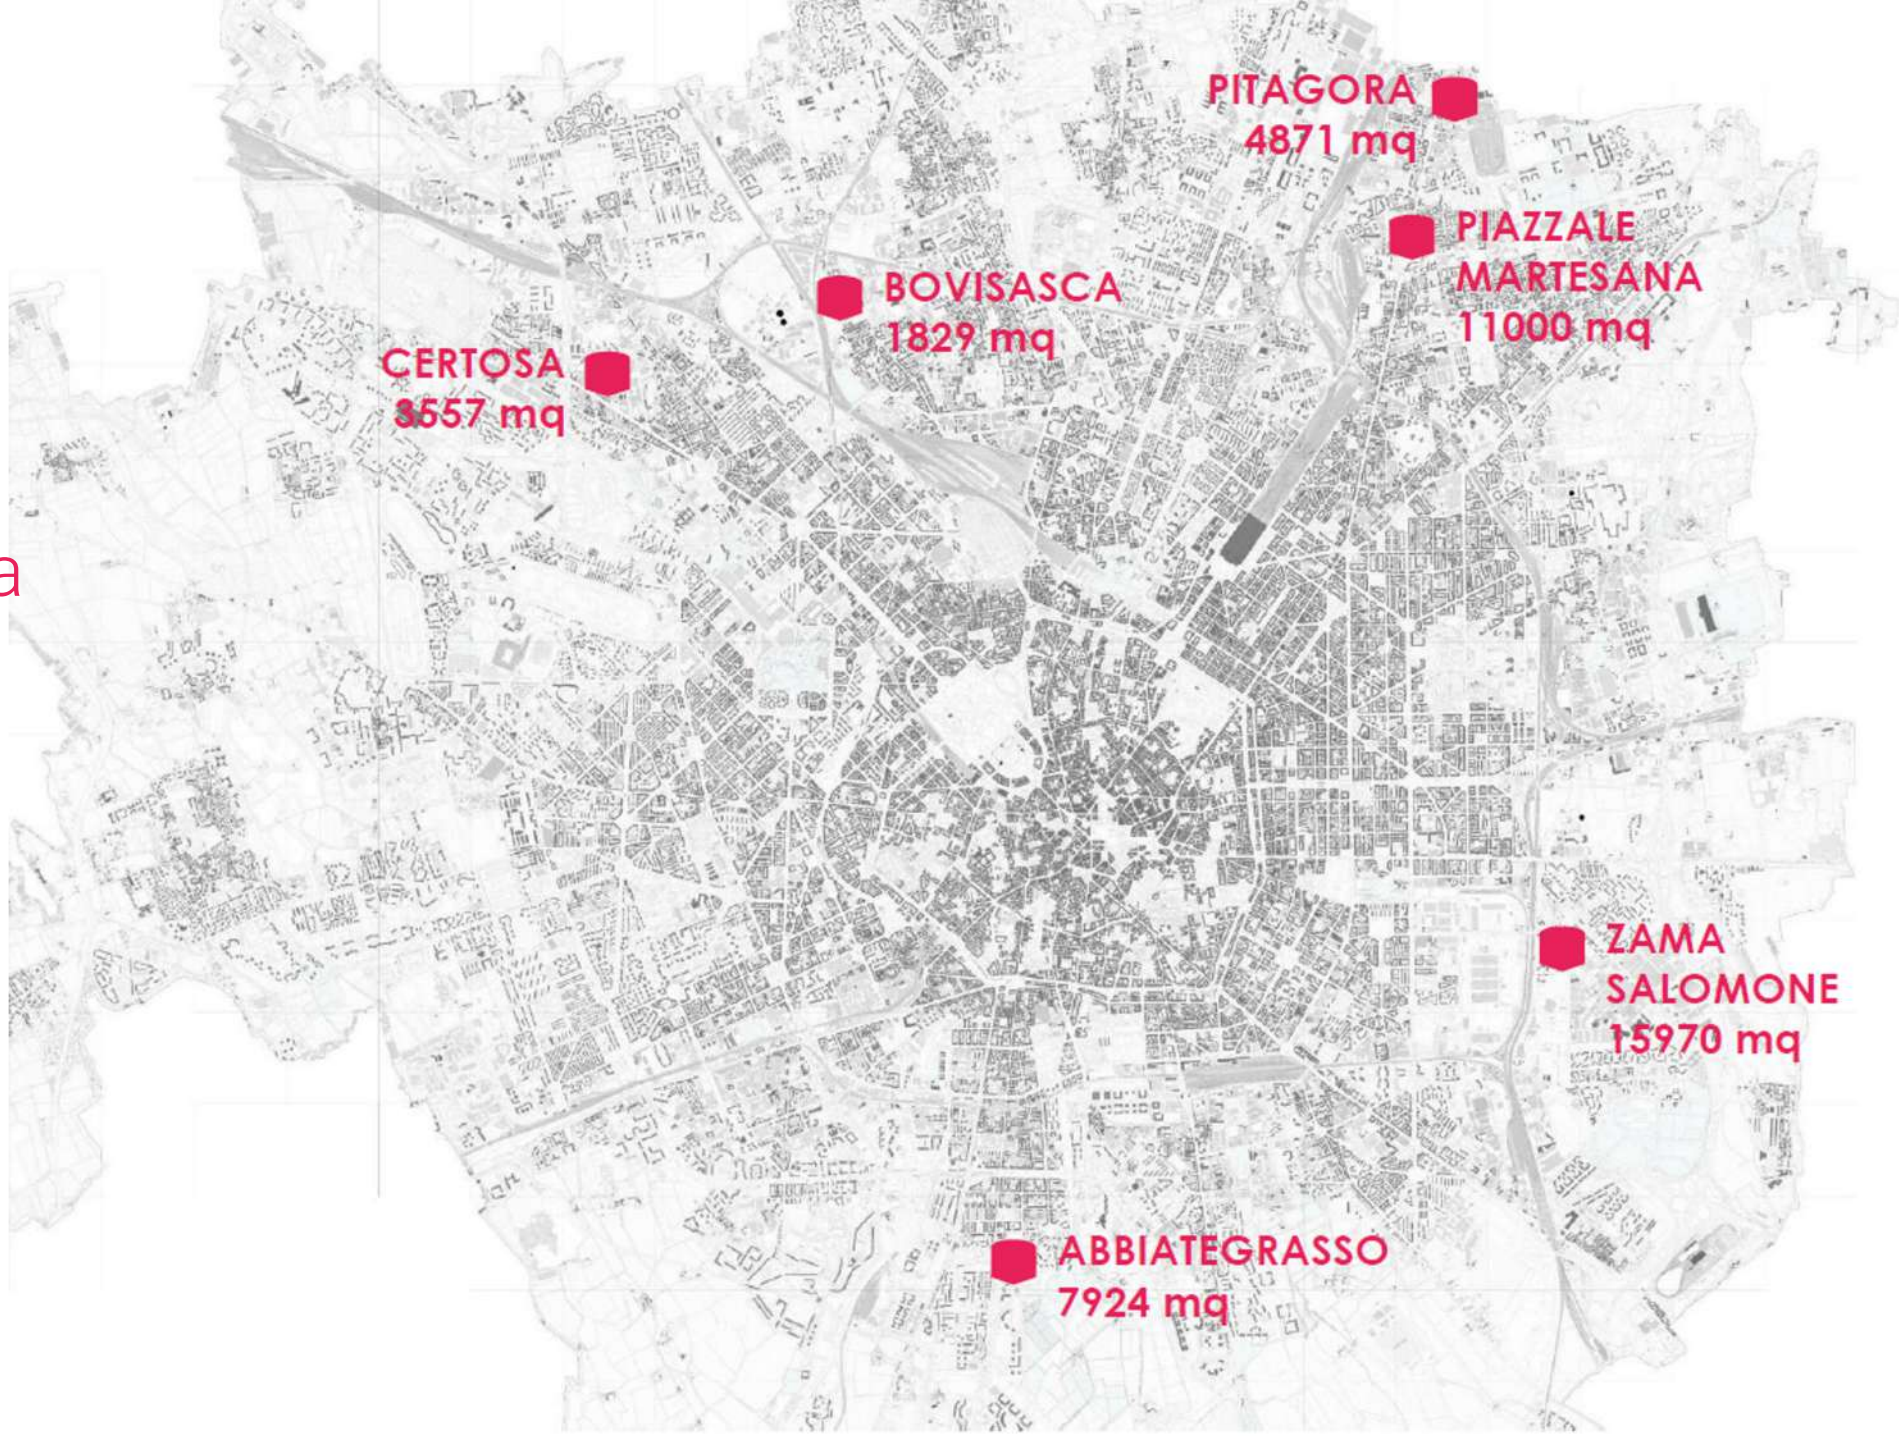 PITAGORA
4871 mq
PIAZZALE
MARTESANA
11000 mq
BOVISASCA
1829 mq
CERTOSA
3557 mq
a
ZAMA
SALOMONE
15970 mq
ABBIATEGRASSO
7924 mq